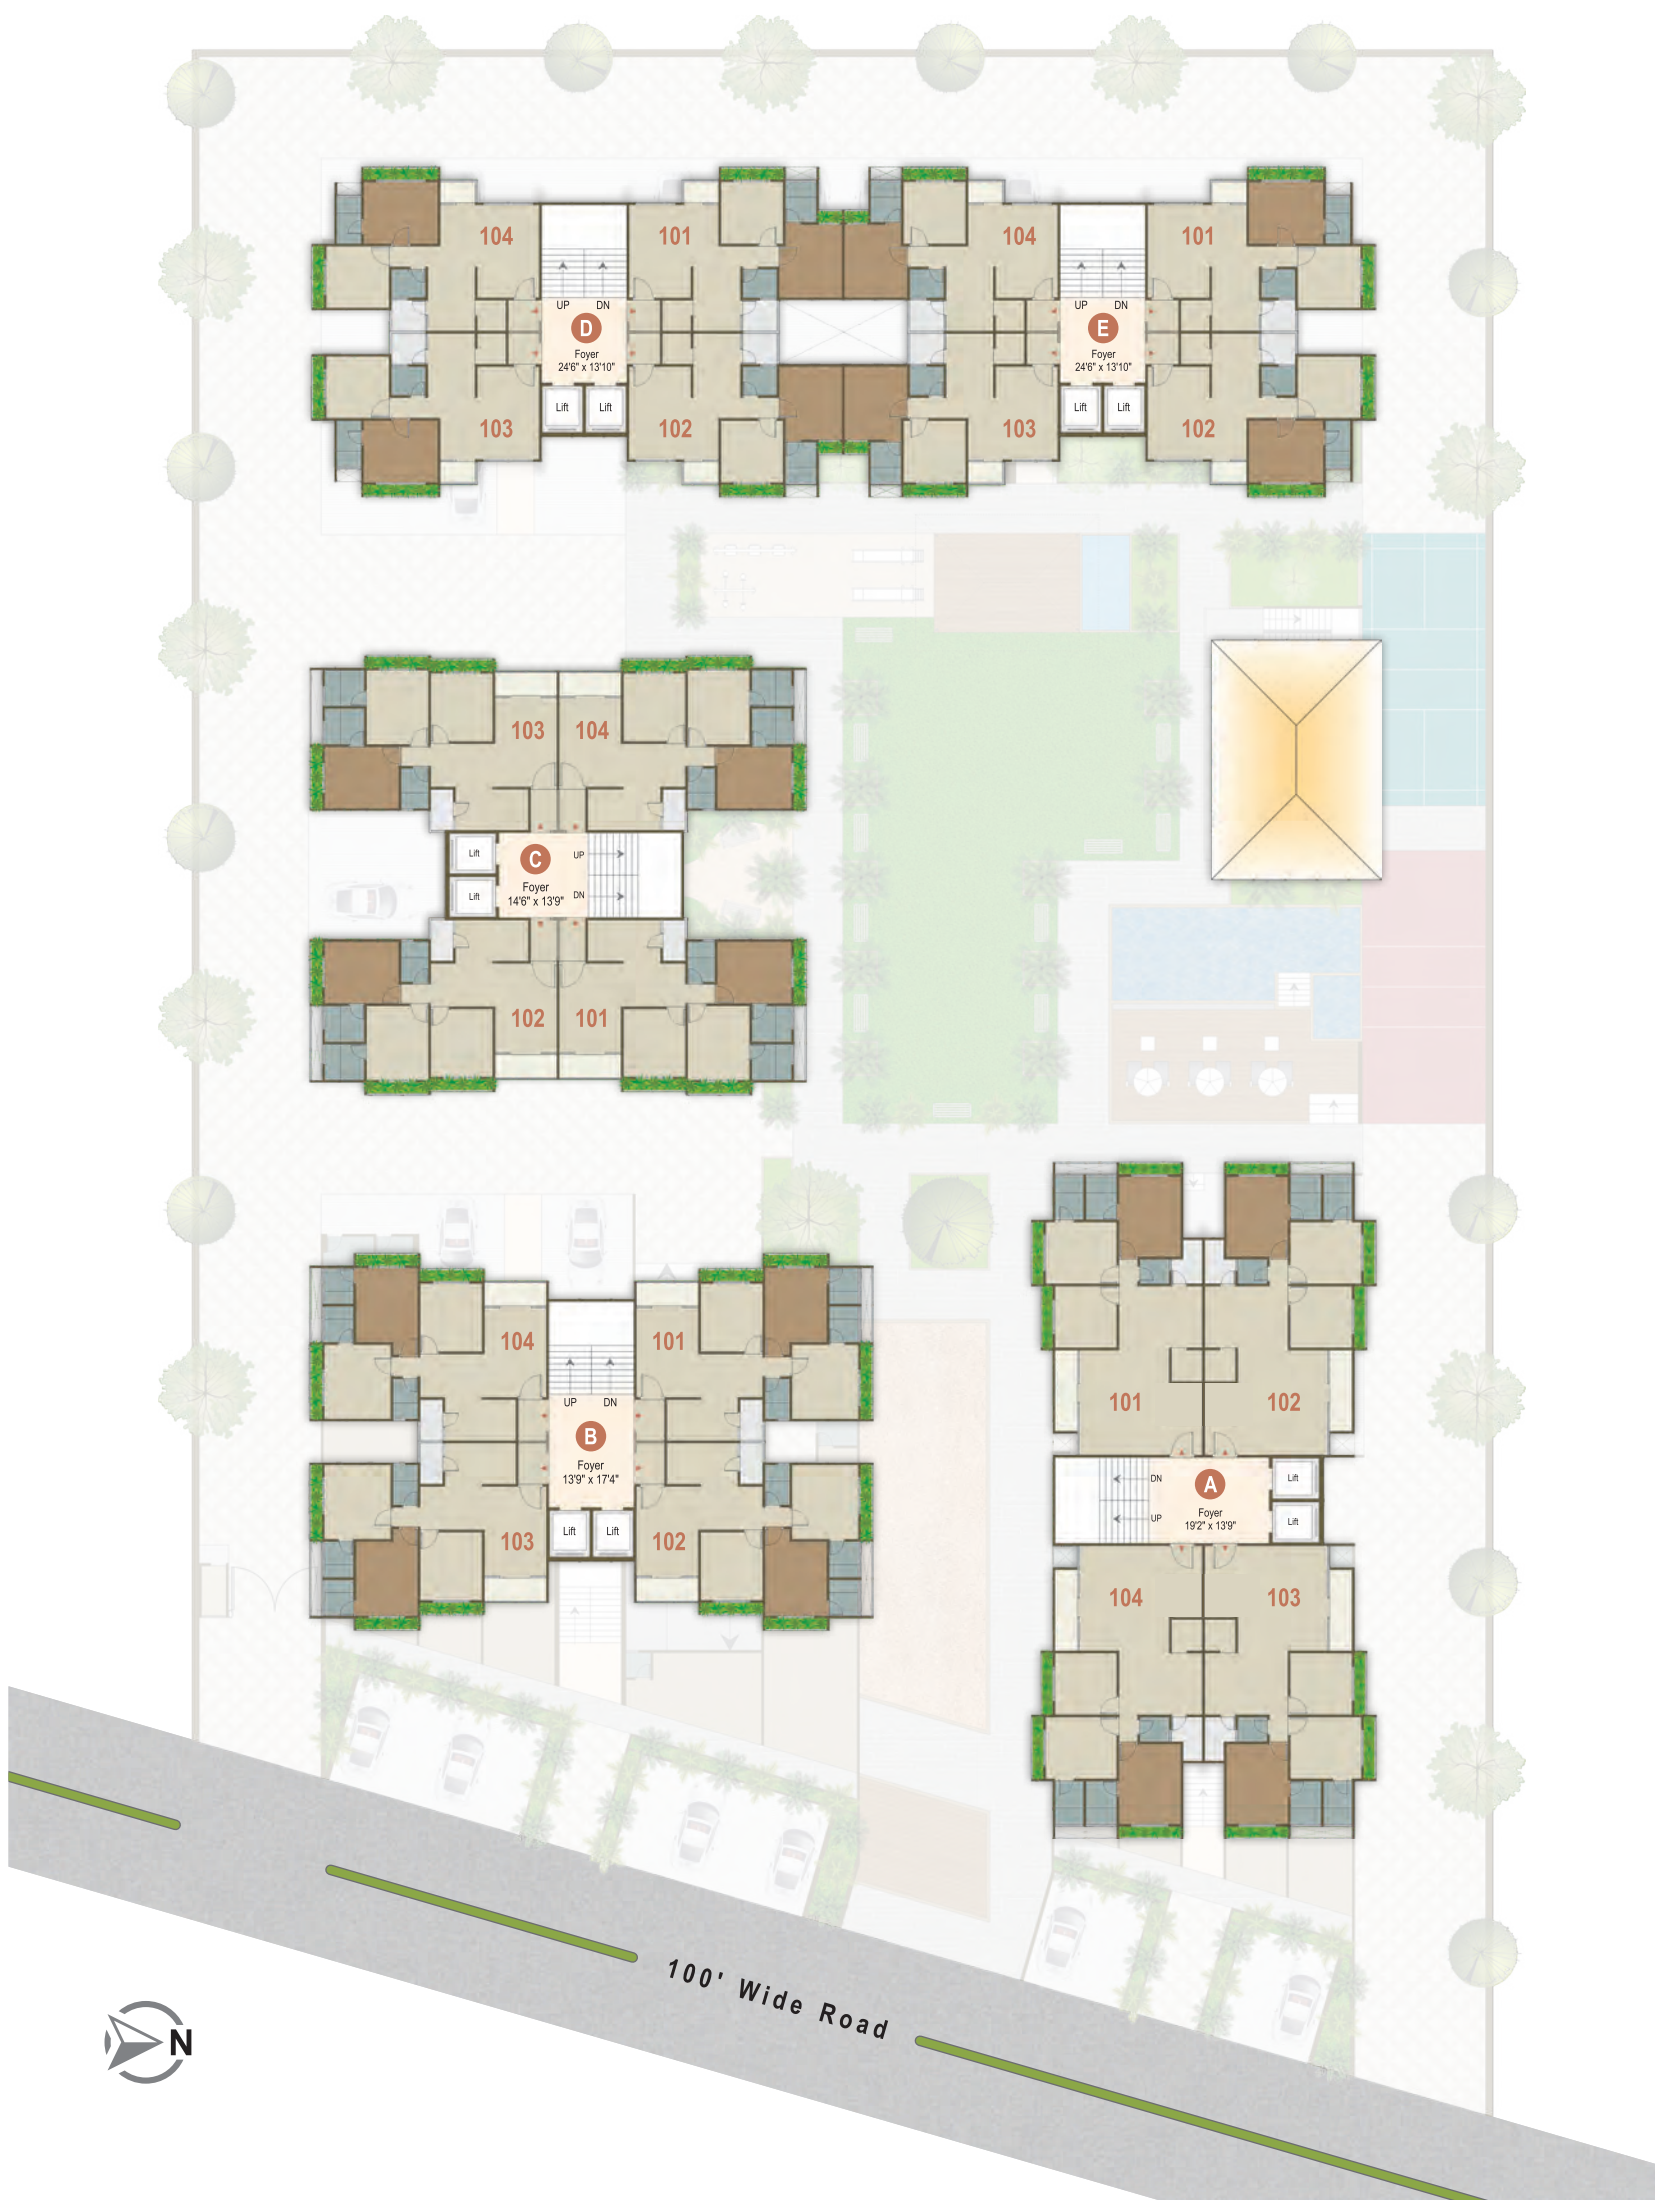 104
101
104
101
UP DN
UP DN
D
E
Foyer
24'6" x 13'10"
Foyer
24'6" x 13'10"
Lift
Lift
Lift
Lift
103
102
103
102
103
104
Lift
C
UP
Foyer
14'6" x 13'9"
Lift
DN
102
101
104
101
UP DN
B
Foyer
13'9" x 17'4"
Lift
Lift
103
102
101
102
DN
A
Lift
Foyer
19'2" x 13'9"
UP
Lift
104
103
100' Wide Road
N